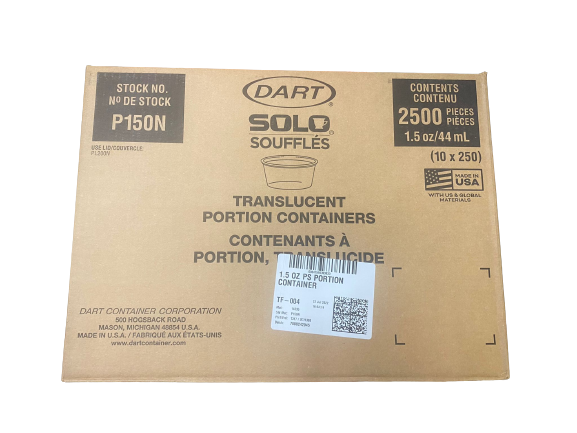 STOCK NO.
Nº DE STOCK
P150N
USE LID/COUVERCLE:
DART
SOLO
SOUFFLÉS
CONTENTS
CONTENU
2500 PIECES
PIÈCES
1.5 oz/44 mL
(10 x 250)
MADE IN
USA
WITH US & GLOBAL
MATERIALS
TRANSLUCENT
PORTION CONTAINERS
CONTENANTS À
PORTION, TRANSLUCIDE
1.5 OZ PS PORTION
CONTAINER
TF-004
DART CONTAINER CORPORATION
500 HOGSBACK ROAD
MASON, MICHIGAN 48854 U.S.A.
MADE IN U.S.A. / FABRIQUÉ AUX ÉTATS-UNIS
www.dartcontainer.com